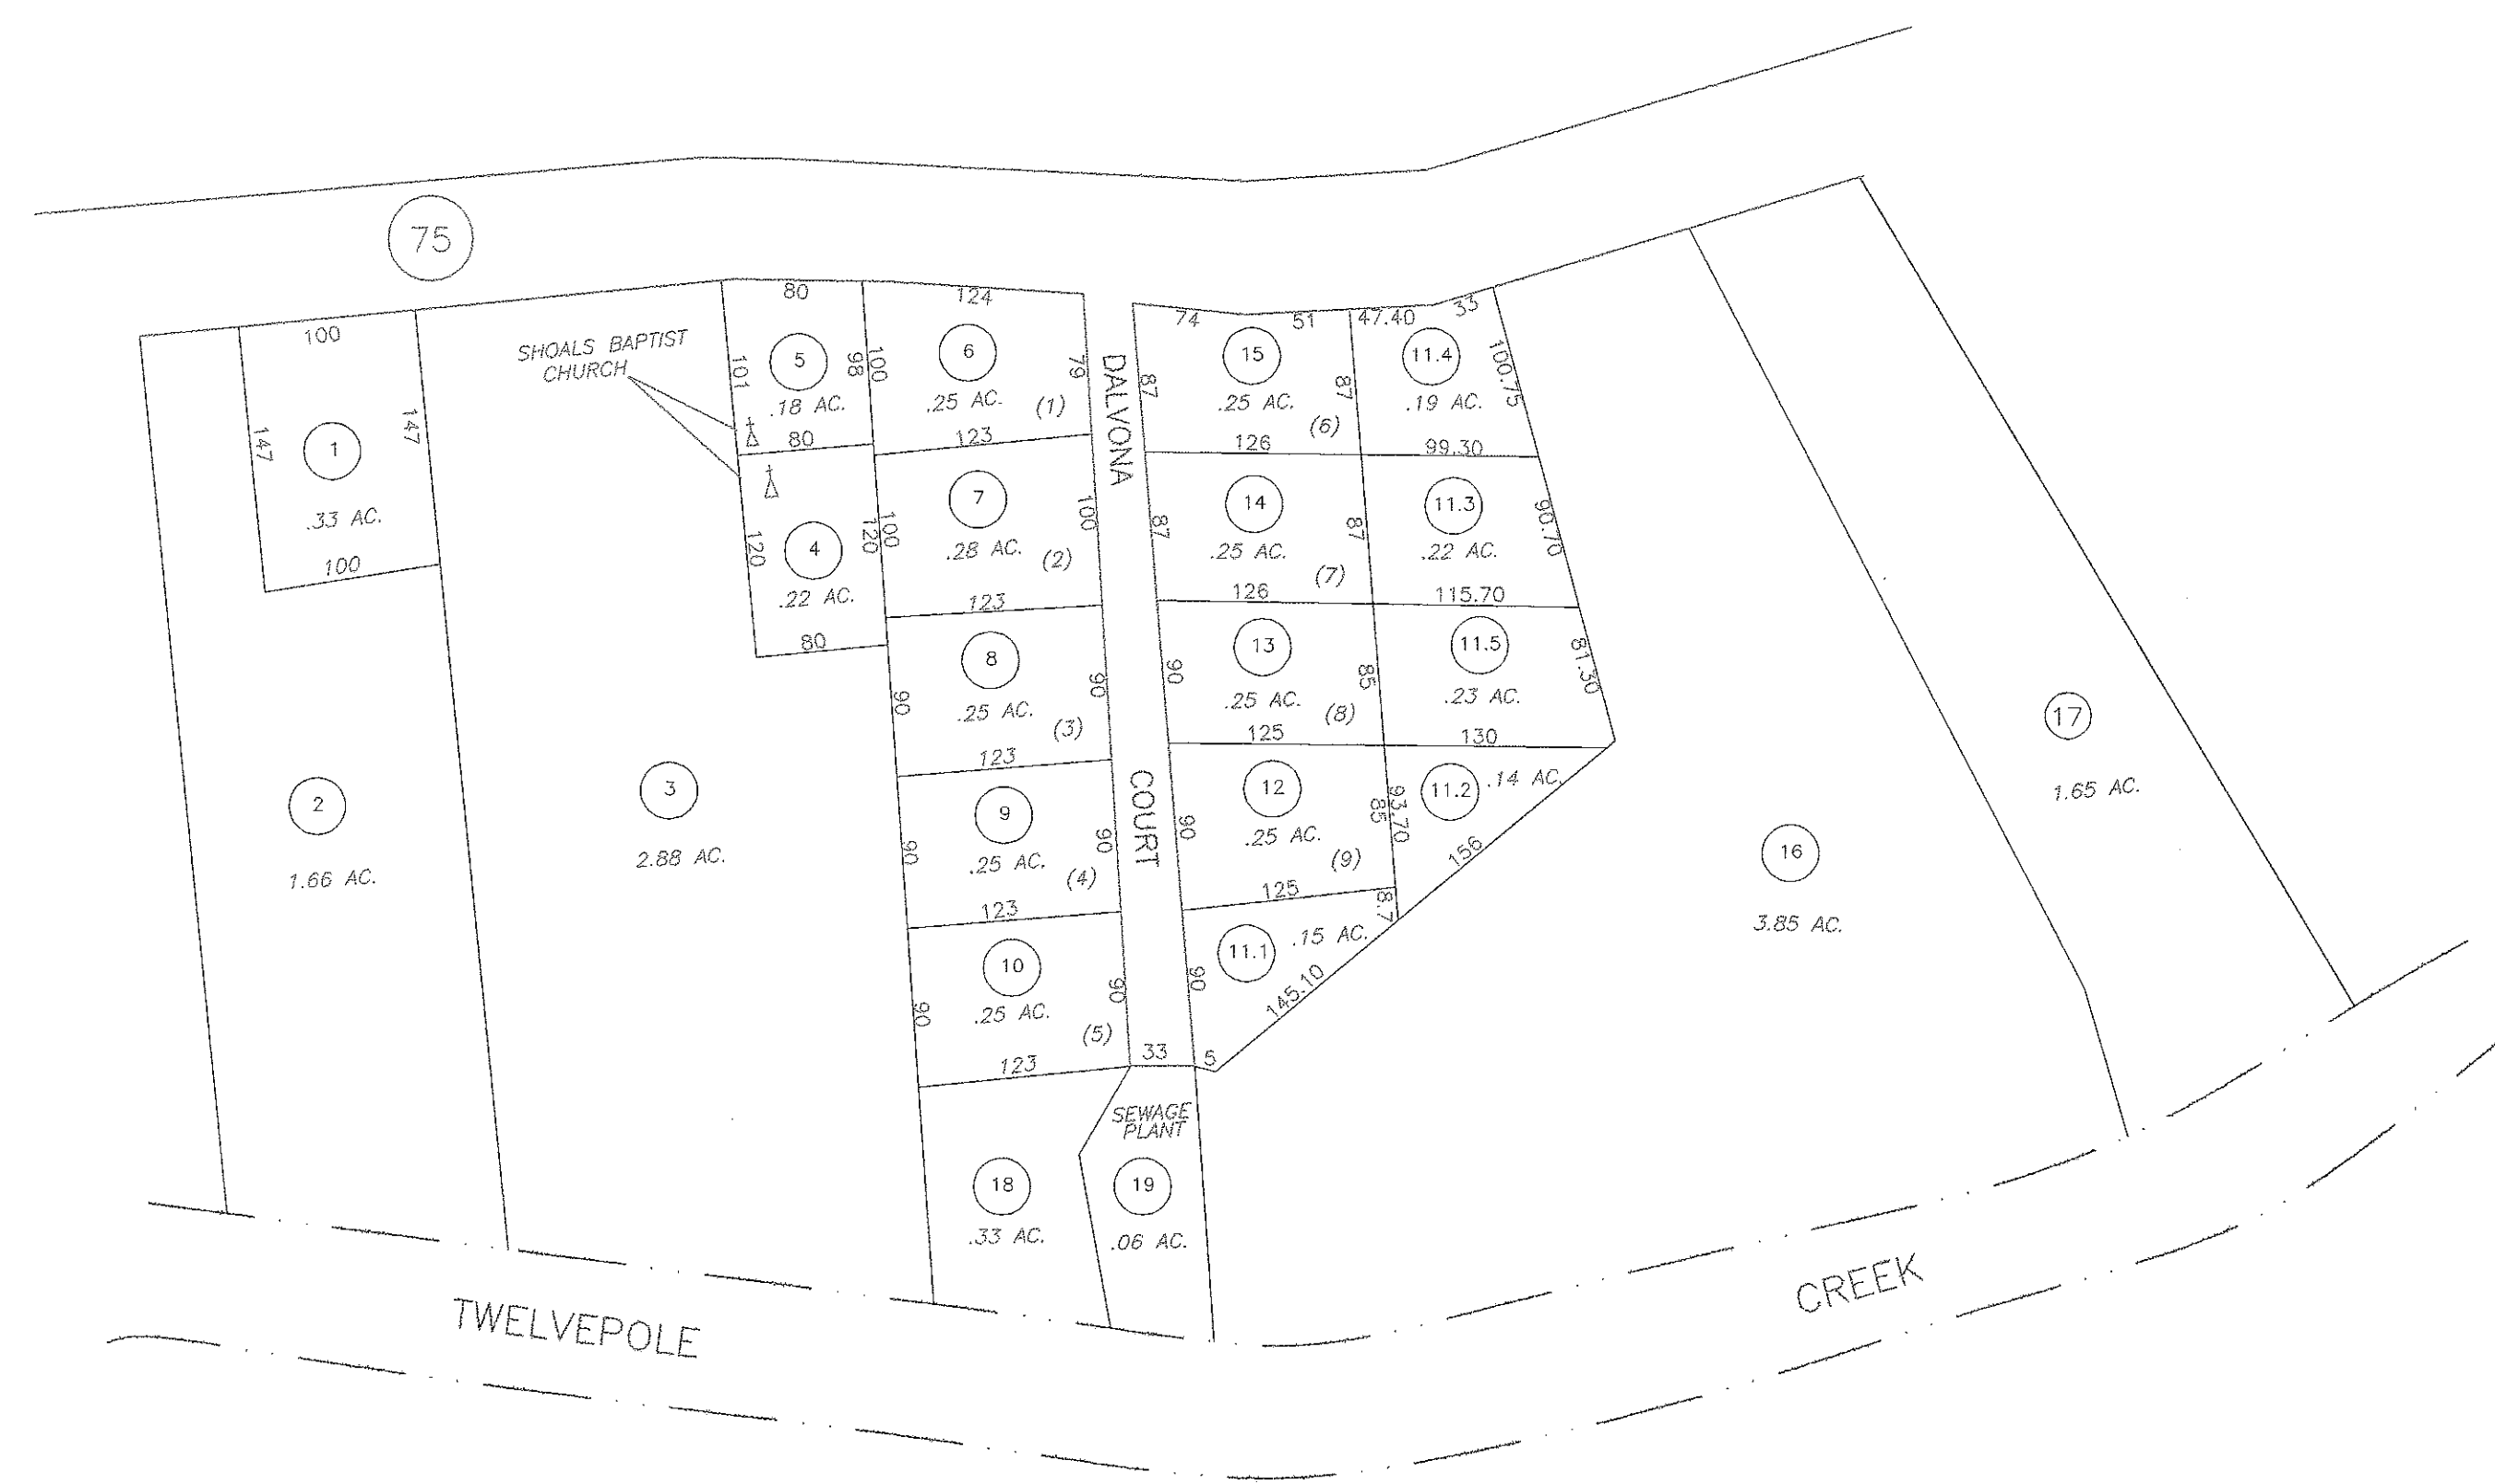 75
100
147
147
1
.33 AC.
100
2
1.66 AC.
3
2.88 AC.
SHOALS BAPTIST
CHURCH
80
101
98
5
.18 AC.
80
120
120
4
.22 AC.
80
124
100
79
6
.25 AC. (1)
123
100
100
7
.28 AC. (2)
123
90
90
8
.25 AC. (3)
123
90
90
9
.25 AC. (4)
123
90
90
10
.25 AC. (5)
123
DALVONA
COURT
33
5
74
51
87
87
15
.25 AC. (6)
126
87
87
14
.25 AC. (7)
126
90
85
13
.25 AC. (8)
125
90
85
12
.25 AC. (9)
125
90
8.7
11.1
.15 AC.
145.10
47.40
33
11.4
.19 AC.
100.75
99.30
11.3
.22 AC.
90.70
115.70
11.5
.23 AC.
81.30
130
93.70
11.2
.14 AC.
156
16
3.85 AC.
17
1.65 AC.
SEWAGE
PLANT
18
.33 AC.
19
.06 AC.
TWELVEPOLE
CREEK